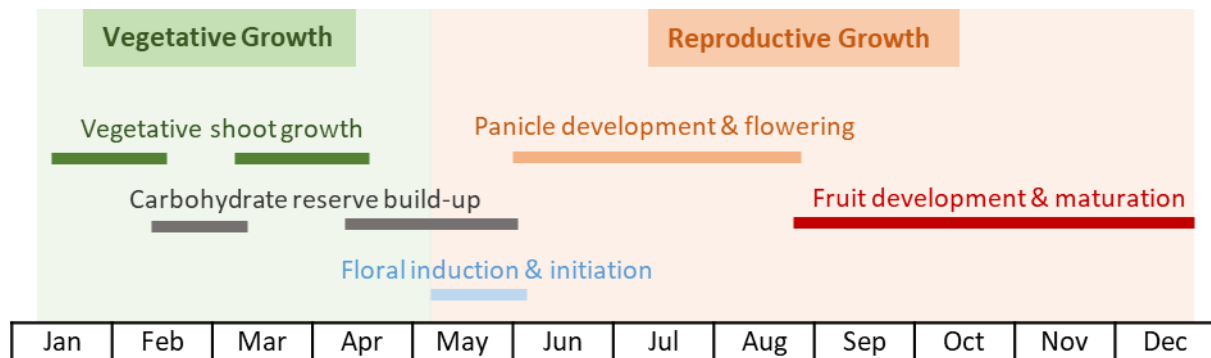 Vegetative Growth
Reproductive Growth
Vegetative shoot growth
Panicle development & flowering
Carbohydrate reserve build-up
Fruit development & maturation
Floral induction & initiation
Jan Feb Mar Apr May Jun Jul Aug Sep Oct Nov Dec